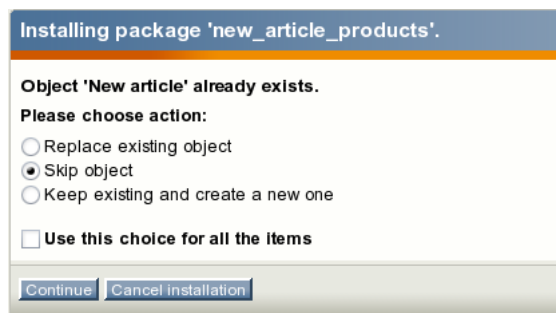 Installing package 'new_article_products'.
Object 'New article' already exists.
Please choose action:
Replace existing object
Skip object
Keep existing and create a new one
Use this choice for all the items
Continue Cancel installation